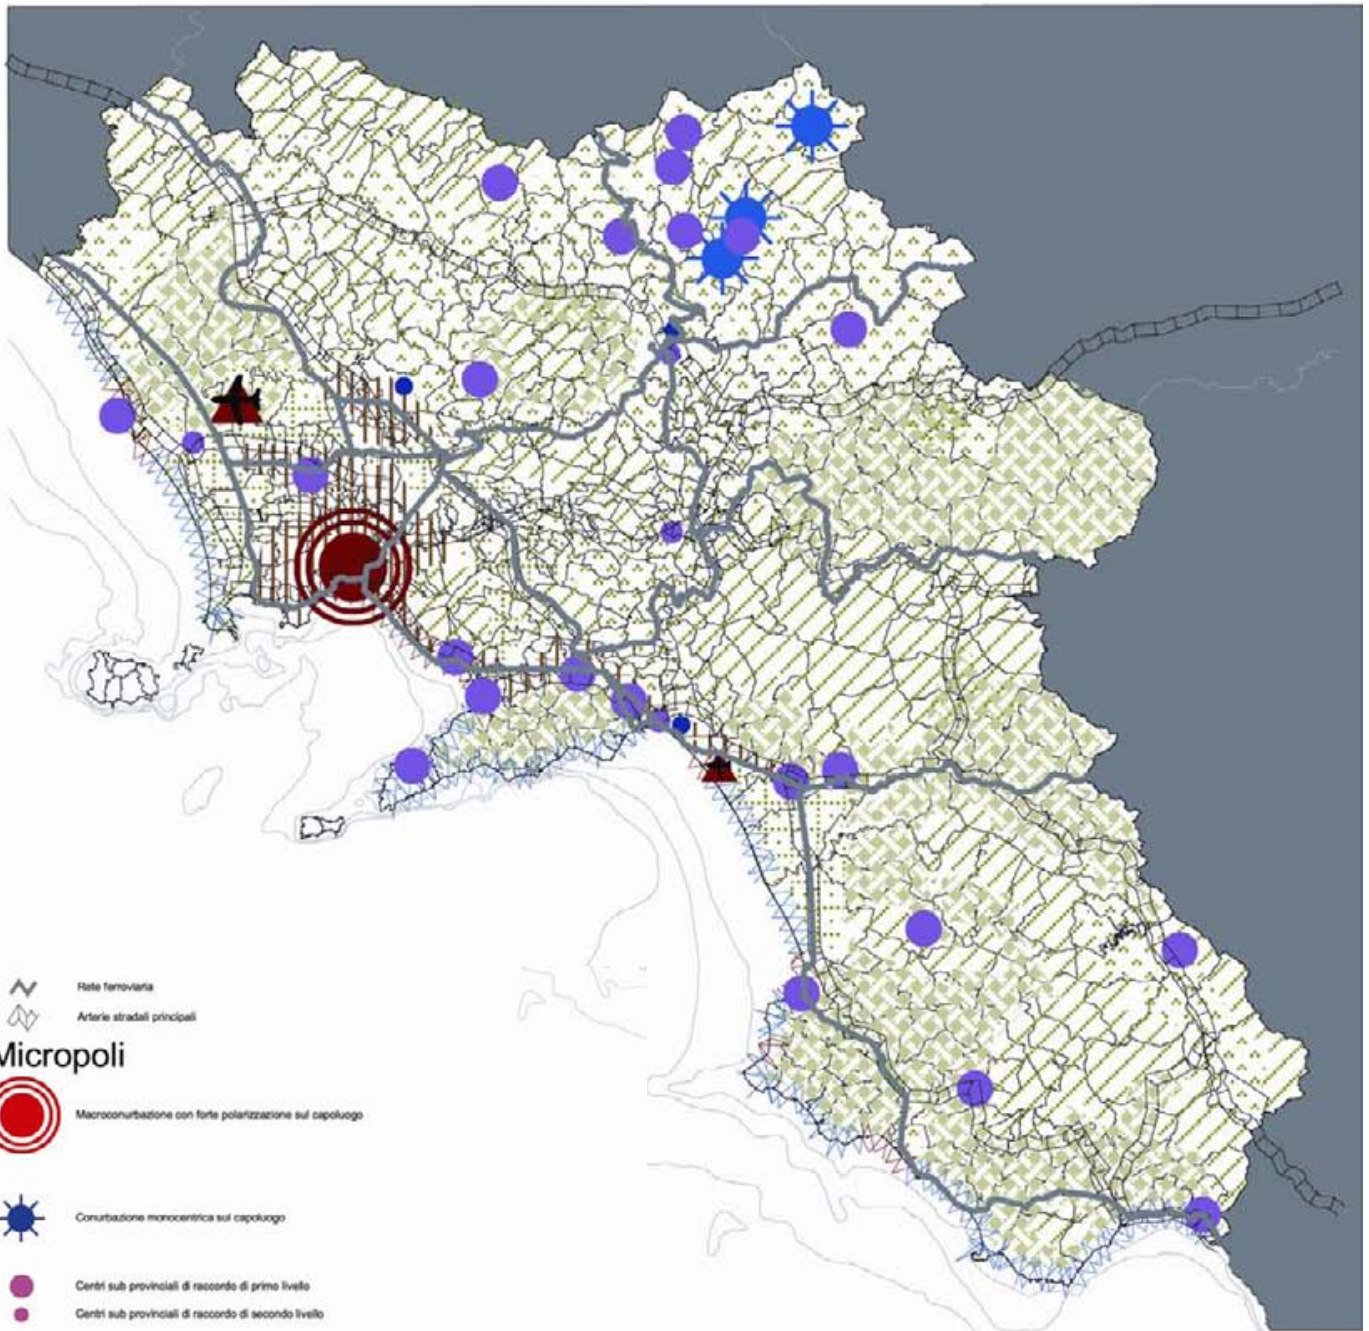 Rete ferroviaria
Arterie stradali principali
Micropoli
Macroconurbazione con forte polarizzazione sul capoluogo
Conurbazione monocentrica sul capoluogo
Centri sub provinciali di raccordo di primo livello
Centri sub provinciali di raccordo di secondo livello